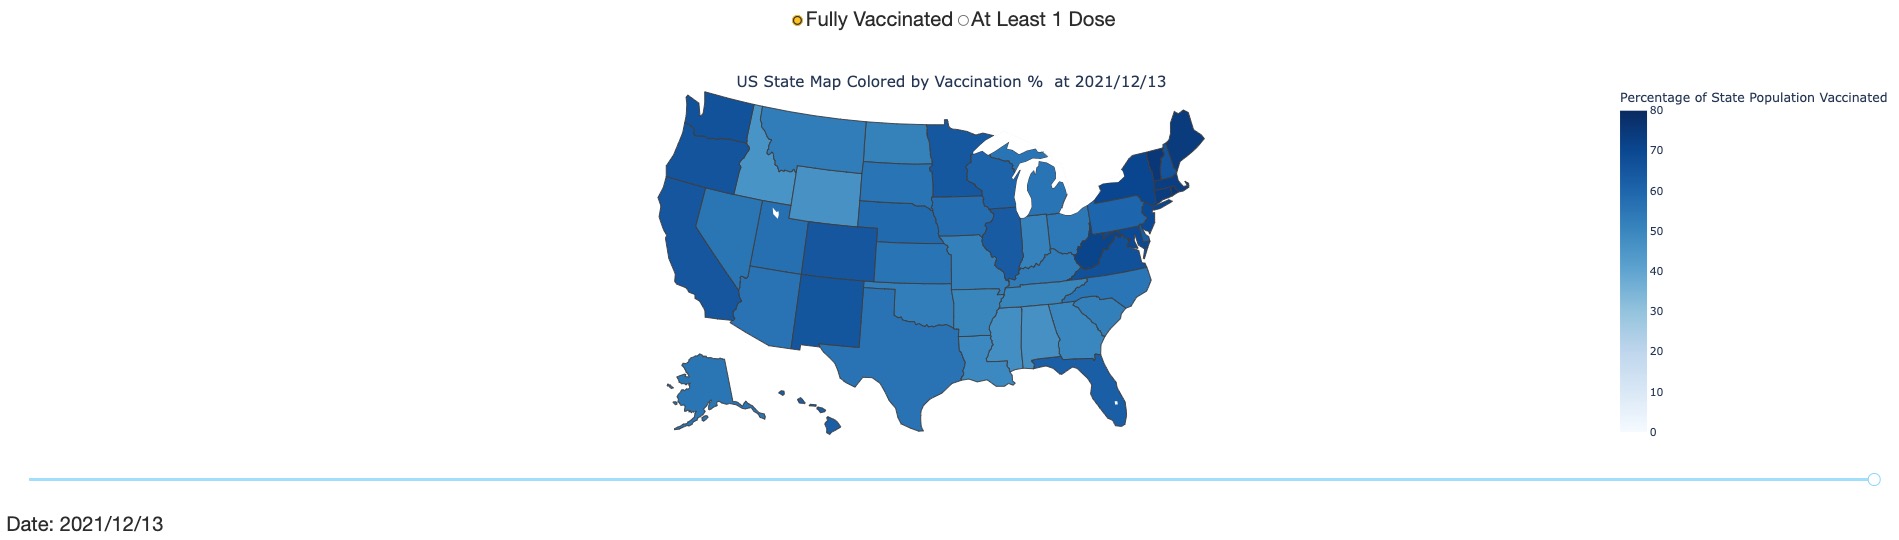 Fully Vaccinated At Least 1 Dose
US State Map Colored by Vaccination %  at 2021/12/13
Percentage of State Population Vaccinated
80
70
60
50
40
30
20
10
0
Date: 2021/12/13